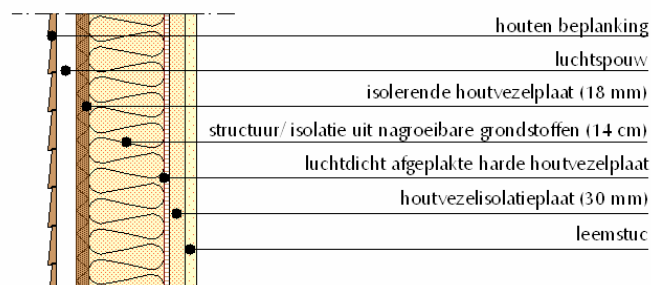 houten beplanking
luchtspouw
isolerende houtvezelplaat (18 mm)
structuur/ isolatie uit nagroeibare grondstoffen (14 cm)
luchtdicht afgeplakte harde houtvezelplaat
houtvezelisolatieplaat (30 mm)
leemstuc